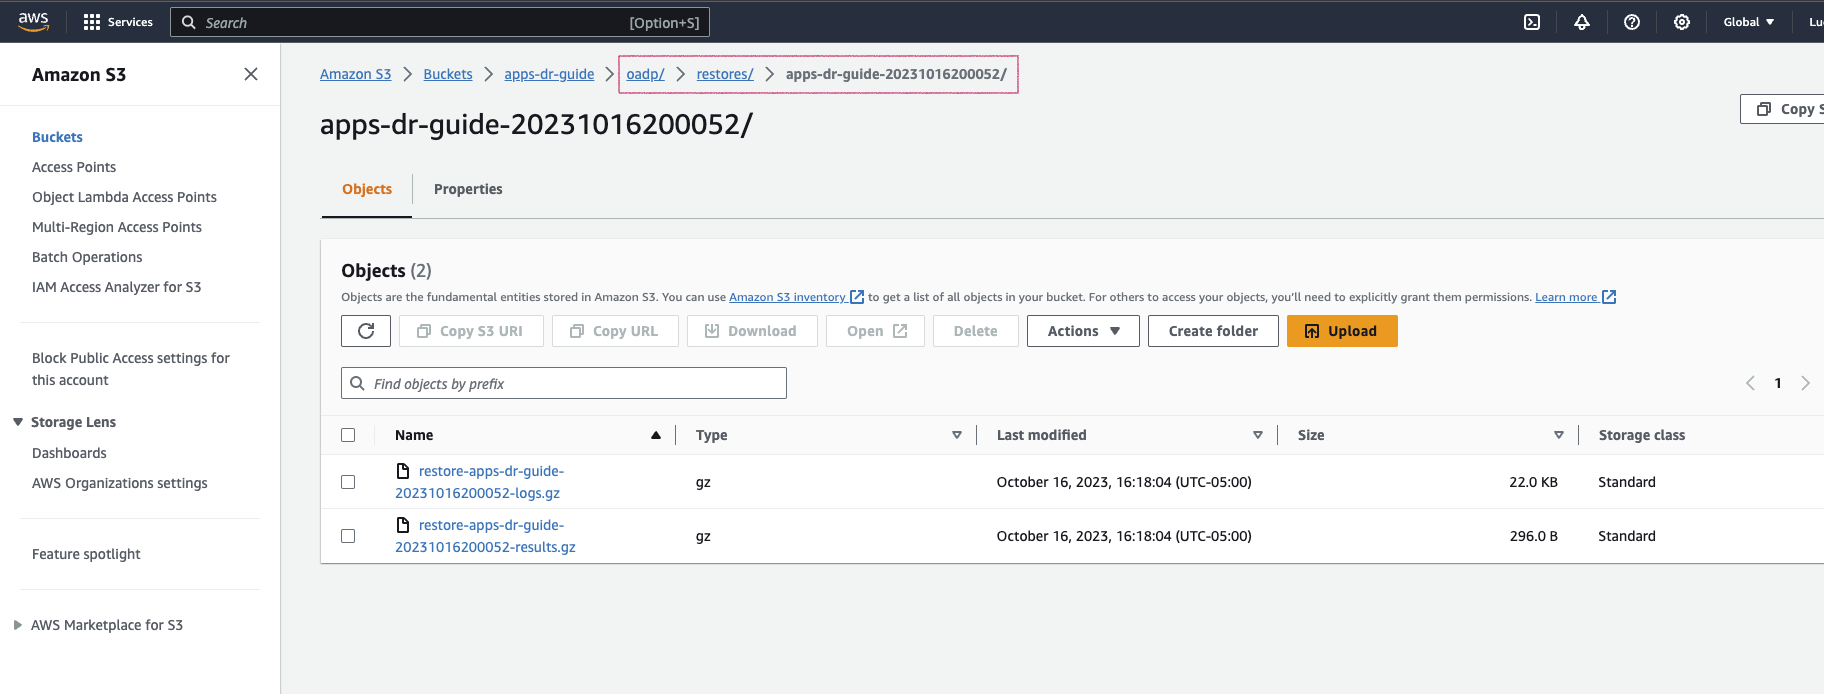 aws
Services
Search
[Option+S]
Global
Amazon S3
Buckets
Access Points
Object Lambda Access Points
Multi-Region Access Points
Batch Operations
IAM Access Analyzer for S3
Block Public Access settings for
this account
Storage Lens
Dashboards
AWS Organizations settings
Feature spotlight
AWS Marketplace for S3
Amazon S3 > Buckets > apps-dr-guide > oadp/ > restores/ > apps-dr-guide-20231016200052/
apps-dr-guide-20231016200052/
Copy S
Objects
Properties
Objects (2)
Objects are the fundamental entities stored in Amazon S3. You can use Amazon S3 inventory to get a list of all objects in your bucket. For others to access your objects, you'll need to explicitly grant them permissions. Learn more
Copy S3 URI
Copy URL
Download
Open
Delete
Actions
Create folder
Upload
Find objects by prefix
1
Name
Type
Last modified
Size
Storage class
restore-apps-dr-guide-
20231016200052-logs.gz
gz
October 16, 2023, 16:18:04 (UTC-05:00)
22.0 KB
Standard
restore-apps-dr-guide-
20231016200052-results.gz
gz
October 16, 2023, 16:18:04 (UTC-05:00)
296.0 B
Standard